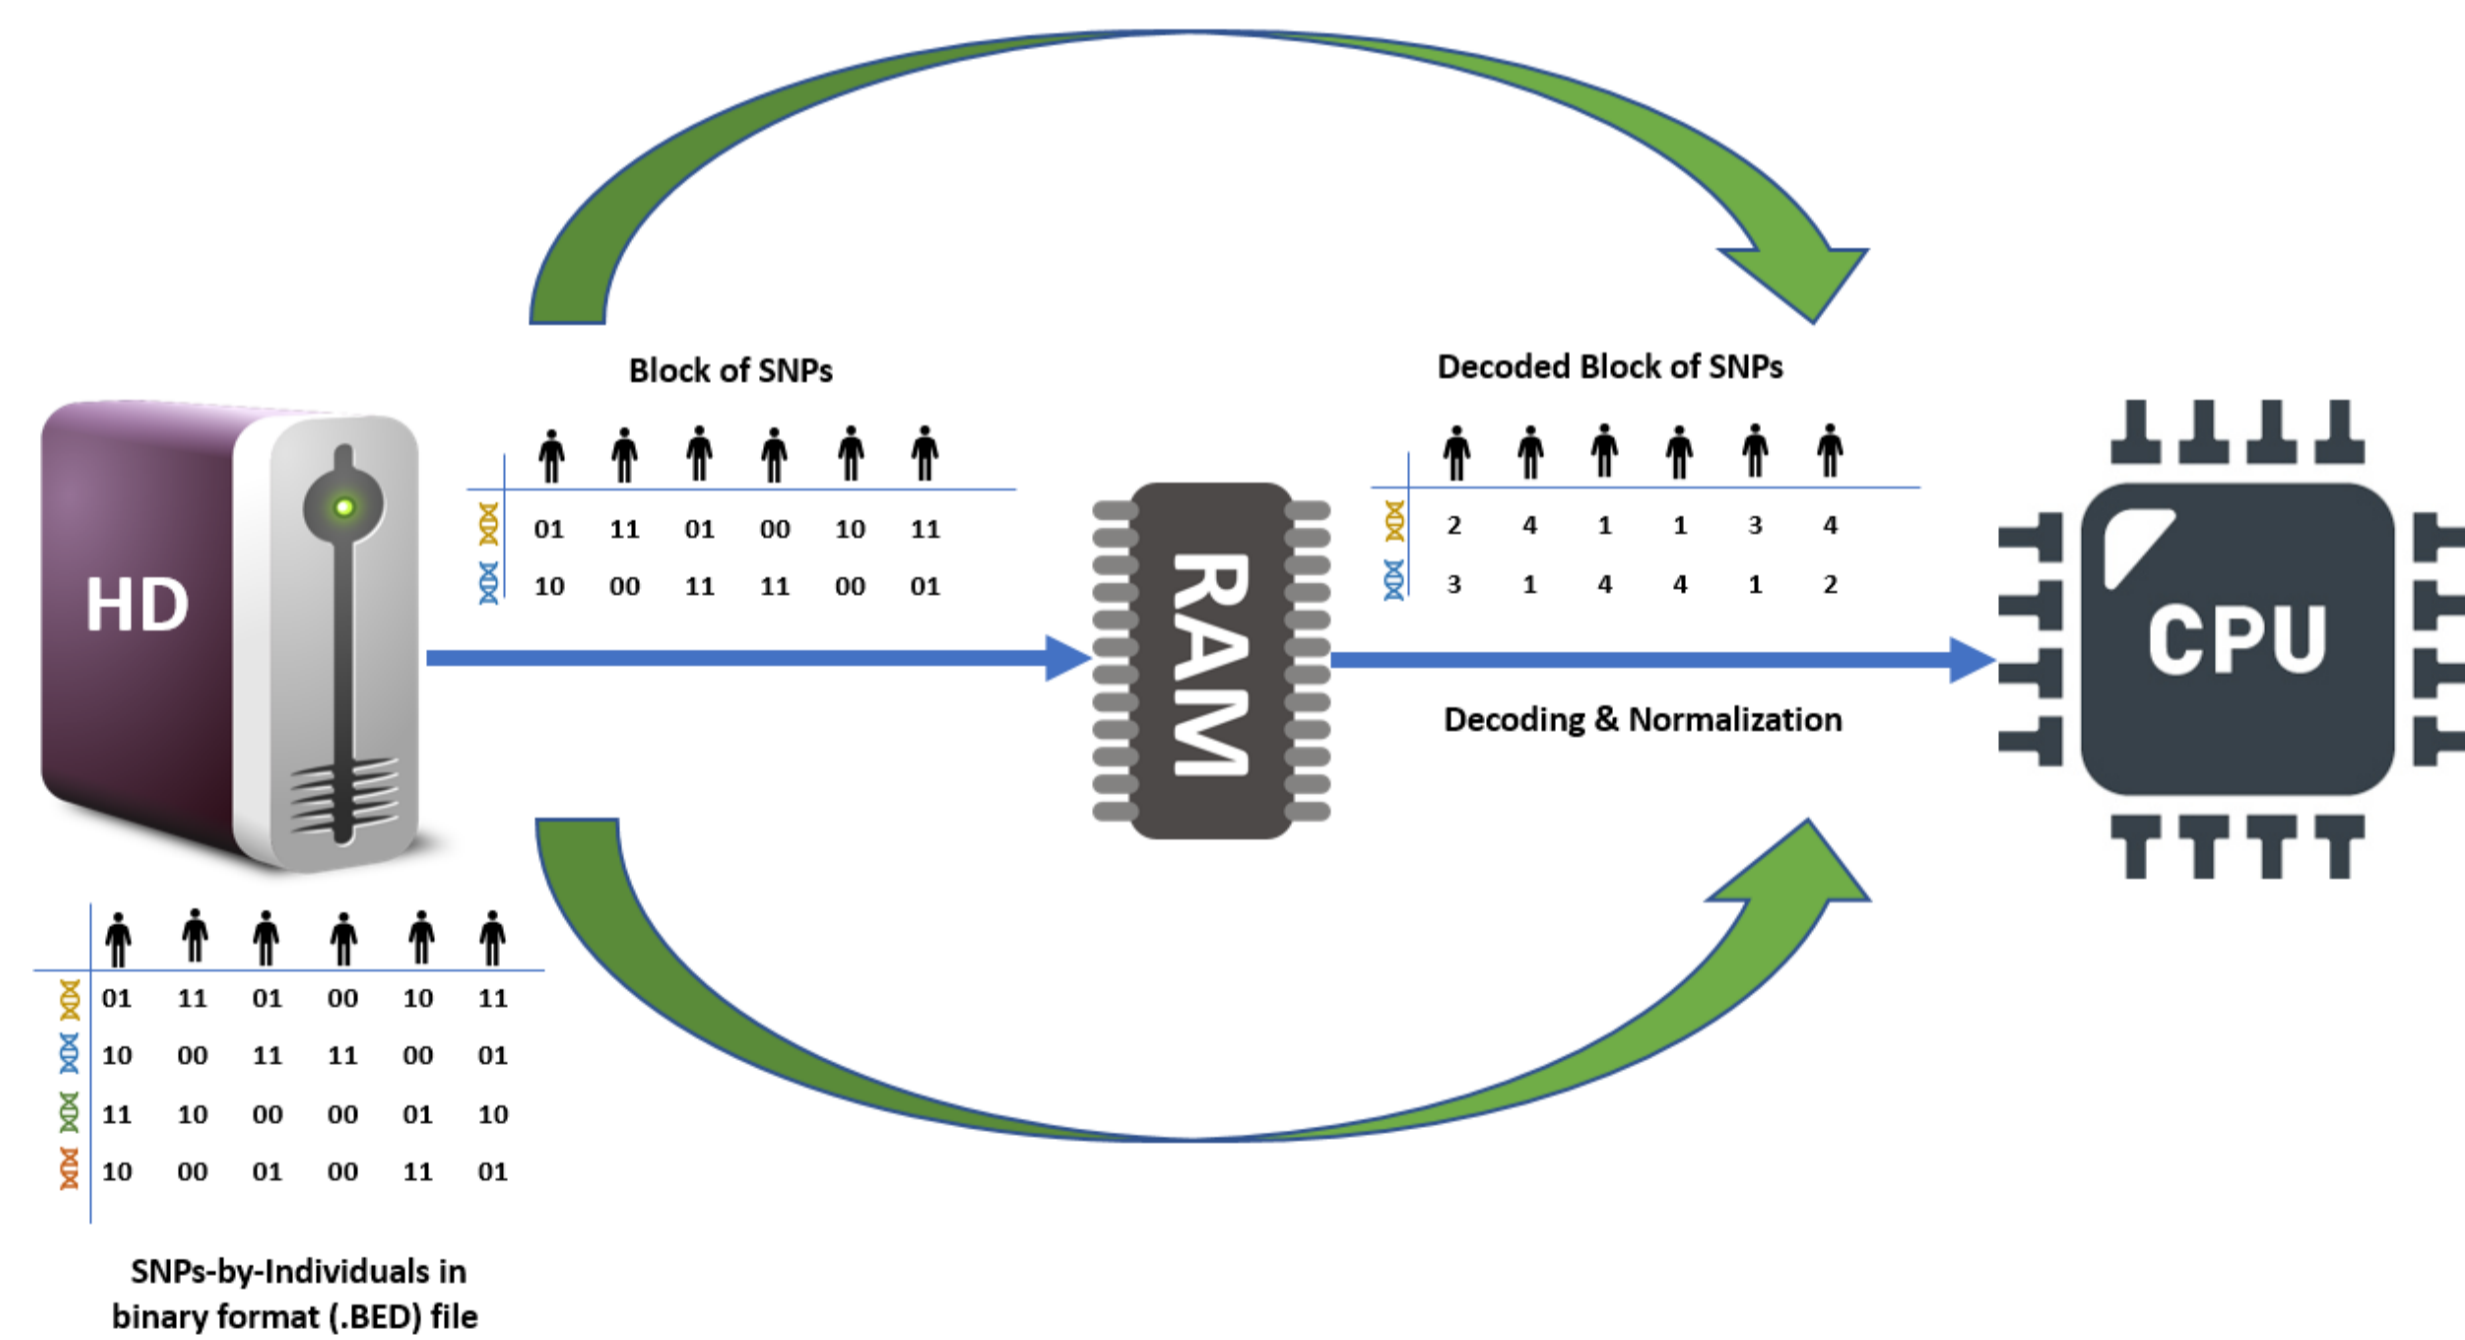 Block of SNPs
01 11 01 00 10 11
10 00 11 11 00 01
Decoded Block of SNPs
2 4 1 1 3 4
3 1 4 4 1 2
HD
RAM
CPU
Decoding & Normalization
01 11 01 00 10 11
10 00 11 11 00 01
11 10 00 00 01 10
10 00 01 00 11 01
SNPs-by-Individuals in
binary format (.BED) file